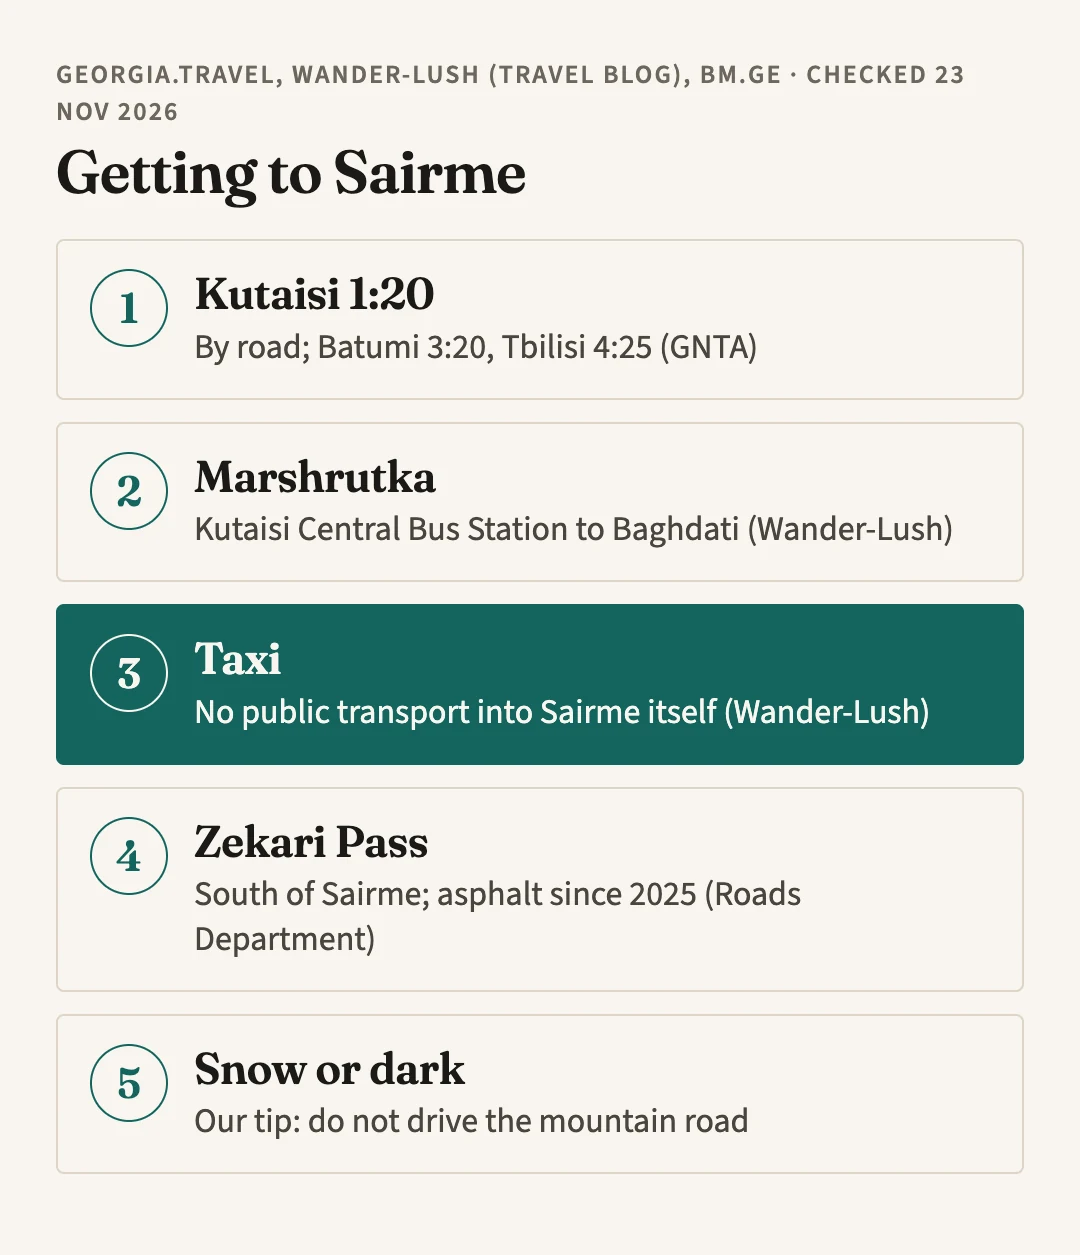 GEORGIA.TRAVEL, WANDER-LUSH (TRAVEL BLOG), BM.GE · CHECKED 23
NOV 2026
Getting to Sairme
1
Kutaisi 1:20
By road; Batumi 3:20, Tbilisi 4:25 (GNTA)
2
Marshrutka
Kutaisi Central Bus Station to Baghdati (Wander-Lush)
3
Taxi
No public transport into Sairme itself (Wander-Lush)
4
Zekari Pass
South of Sairme; asphalt since 2025 (Roads
Department)
5
Snow or dark
Our tip: do not drive the mountain road